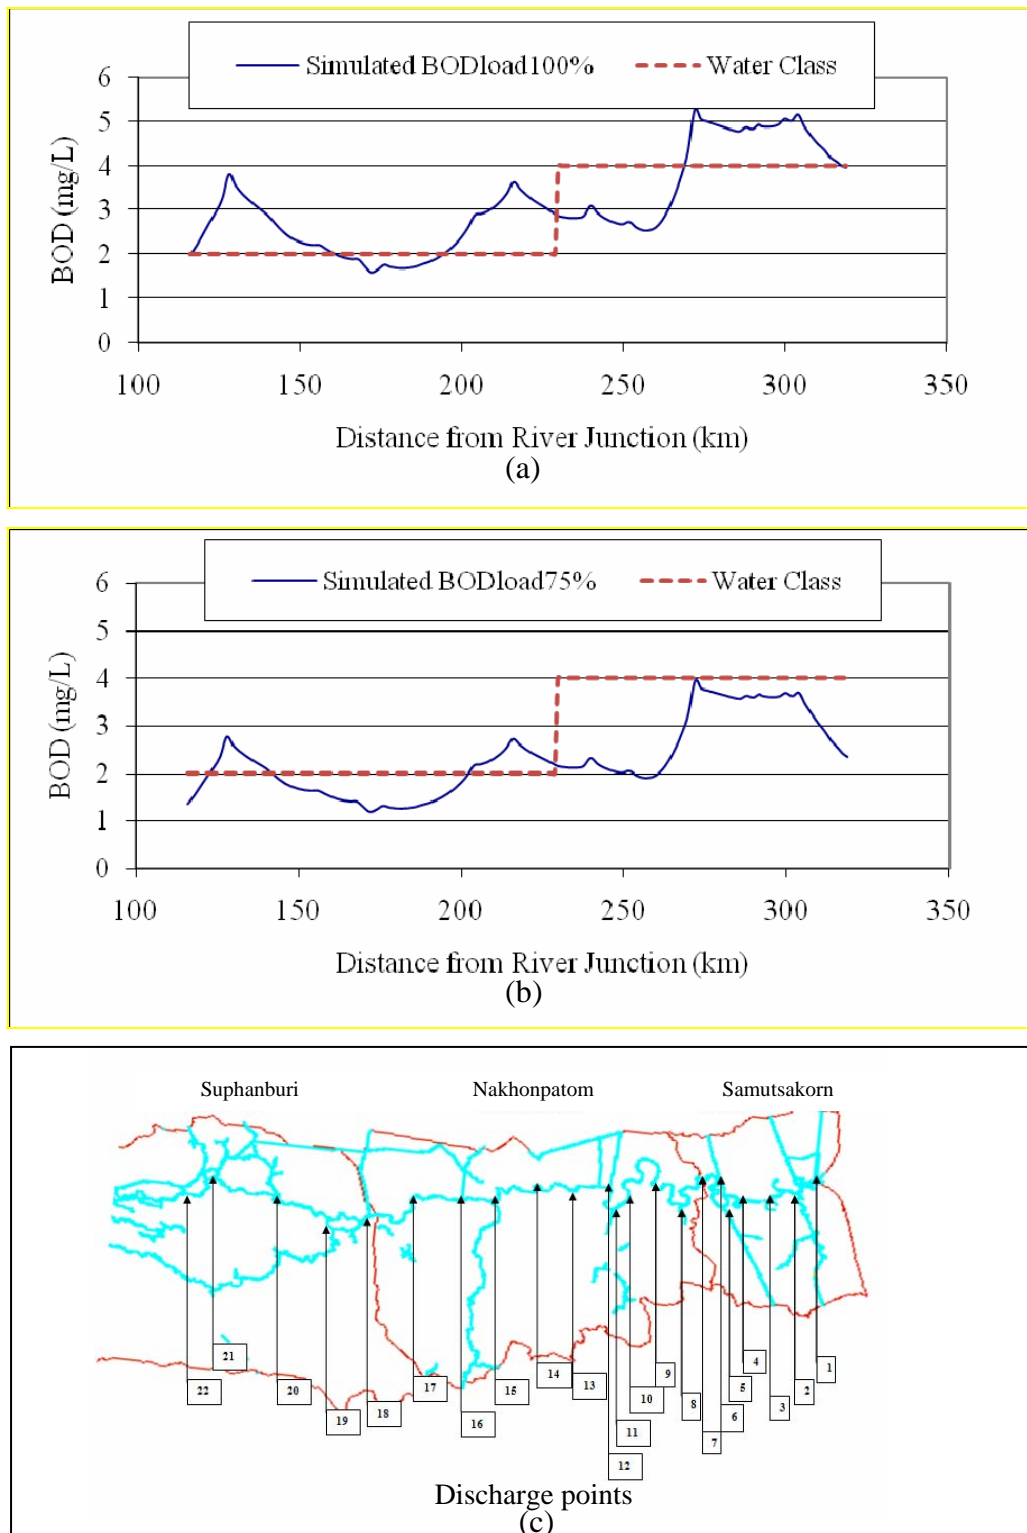 Simulated BODload100% Water Class
6
5
4
3
2
1
0
BOD (mg/L)
100 150 200 250 300 350
Distance from River Junction (km)
(a)
Simulated BODload75% Water Class
6
5
4
3
2
1
0
BOD (mg/L)
100 150 200 250 300 350
Distance from River Junction (km)
(b)
Suphanburi Nakhonpatom Samutsakorn
22
21
20
19
18
17
16
15
14
13
12
11
10
9
8
7
6
5
4
3
2
1
Discharge points
(c)